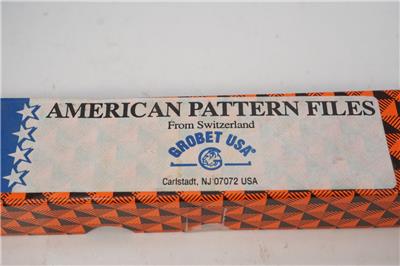 AMERICAN PATTERN FILES
From Switzerland
GROBET USA®
Carlstadt, NJ 07072 USA